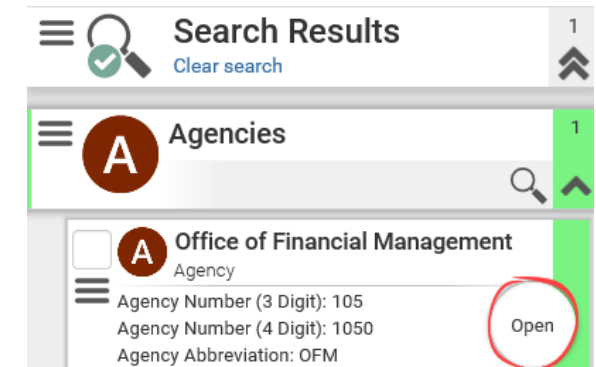 Search Results
1
Clear search
A
Agencies
1
A
Office of Financial Management
Agency
Agency Number (3 Digit): 105
Agency Number (4 Digit): 1050
Open
Agency Abbreviation: OFM